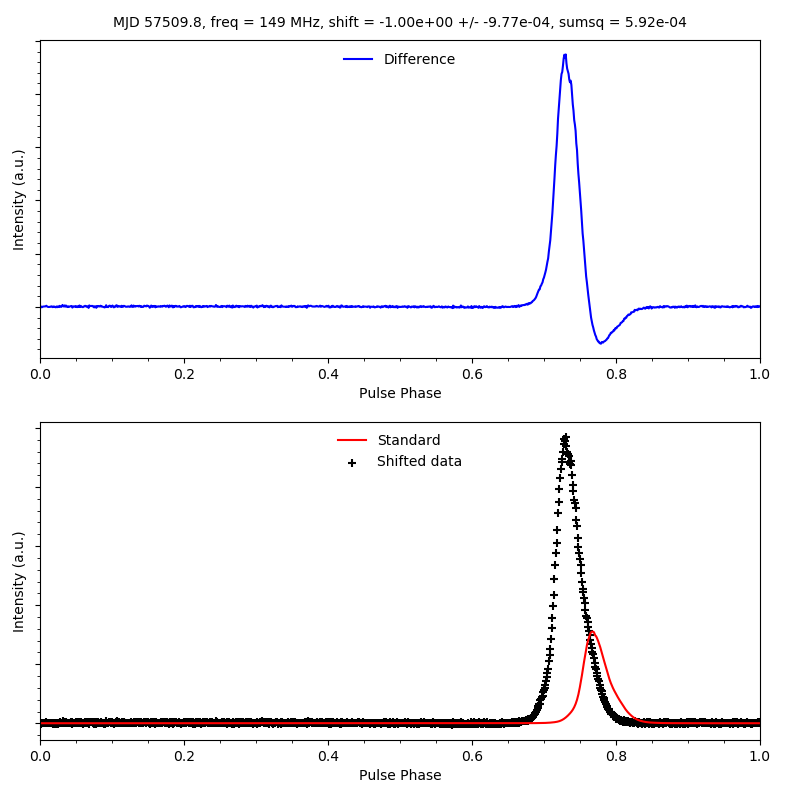 MJD 57509.8, freq = 149 MHz, shift = -1.00e+00 +/- -9.77e-04, sumsq = 5.92e-04
Difference
Intensity (a.u.)
0.0 0.2 0.4 0.6 0.8 1.0
Pulse Phase
Standard
Shifted data
Intensity (a.u.)
0.0 0.2 0.4 0.6 0.8 1.0
Pulse Phase